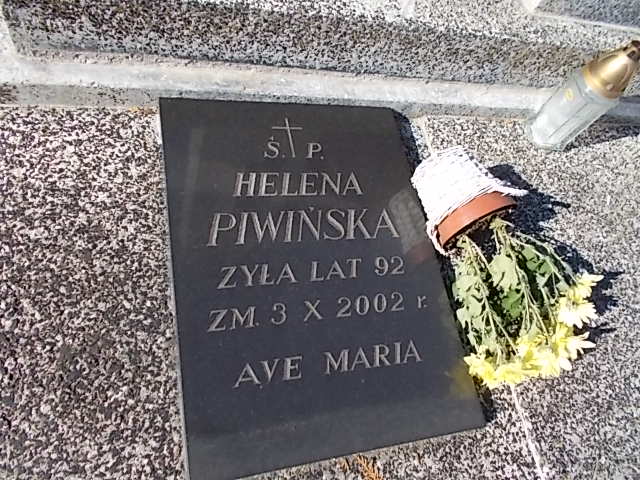 Ś. P.
HELENA
PIWIŃSKA
ŻYŁA LAT 92
ZM. 3 X 2002 r.
AVE MARIA